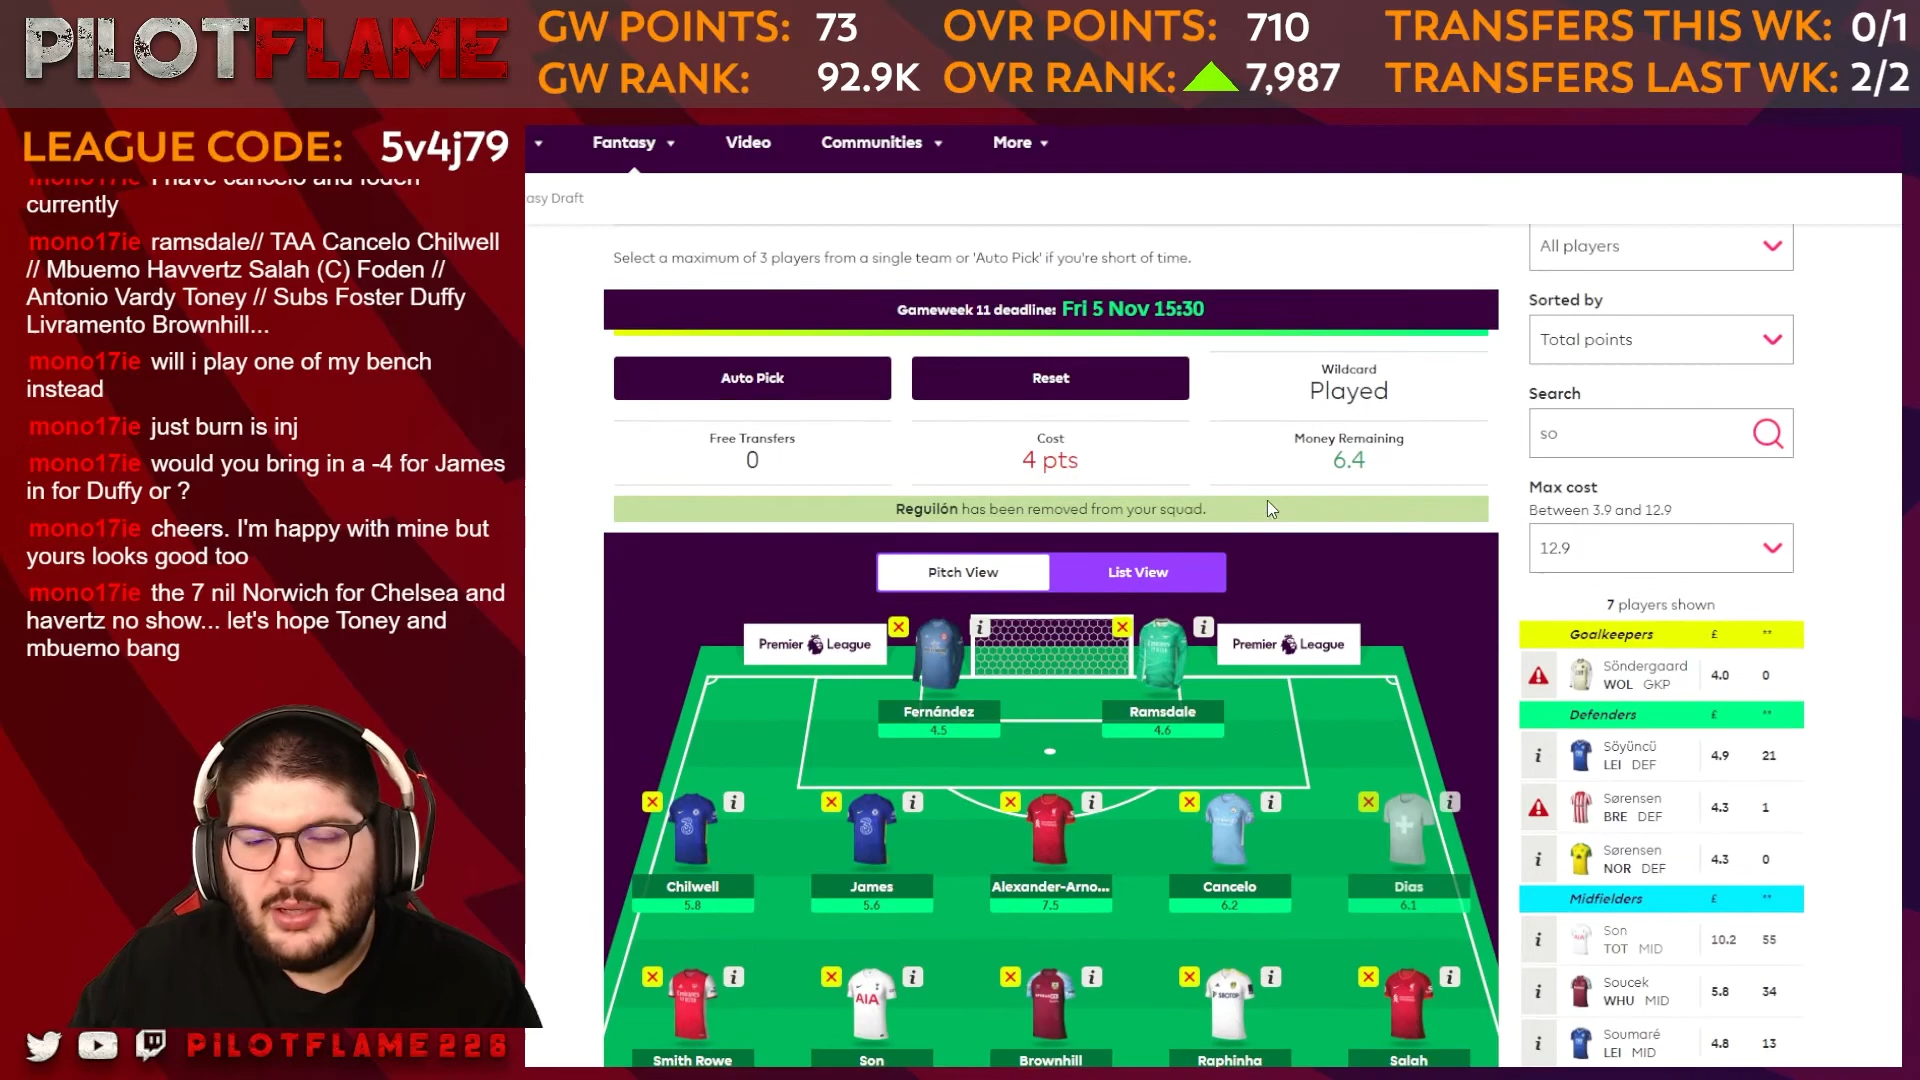 PILOTFLAME
GW POINTS: 73
OVR POINTS: 710
TRANSFERS THIS WK: 0/1
GW RANK: 92.9K
OVR RANK: 7,987
TRANSFERS LAST WK: 2/2
LEAGUE CODE: 5v4j79
mono17ie I have cancelo and foden
currently
mono17ie ramsdale// TAA Cancelo Chilwell
// Mbuemo Havvertz Salah (C) Foden //
Antonio Vardy Toney // Subs Foster Duffy
Livramento Brownhill...
mono17ie will i play one of my bench
instead
mono17ie just burn is inj
mono17ie would you bring in a -4 for James
in for Duffy or ?
mono17ie cheers. I'm happy with mine but
yours looks good too
mono17ie the 7 nil Norwich for Chelsea and
havertz no show... let's hope Toney and
mbuemo bang
PILOTFLAME226
Fantasy Video Communities More
asy Draft
Select a maximum of 3 players from a single team or 'Auto Pick' if you're short of time.
Gameweek 11 deadline: Fri 5 Nov 15:30
Auto Pick
Reset
Wildcard
Played
Free Transfers
0
Cost
4 pts
Money Remaining
6.4
Reguilón has been removed from your squad.
Pitch View
List View
Premier League
Premier League
Fernández
4.5
Ramsdale
4.6
Chilwell
5.8
James
5.6
Alexander-Arno...
7.5
Cancelo
6.2
Dias
6.1
AIA
SBOTOP
Smith Rowe
Son
Brownhill
Raphinha
Salah
All players
Sorted by
Total points
Search
so
Max cost
Between 3.9 and 12.9
12.9
7 players shown
Goalkeepers £ **
Söndergaard
WOL GKP 4.0 0
Defenders £ **
Söyüncü
LEI DEF 4.9 21
Sørensen
BRE DEF 4.3 1
Sørensen
NOR DEF 4.3 0
Midfielders £ **
Son
TOT MID 10.2 55
Soucek
WHU MID 5.8 34
Soumaré
LEI MID 4.8 13